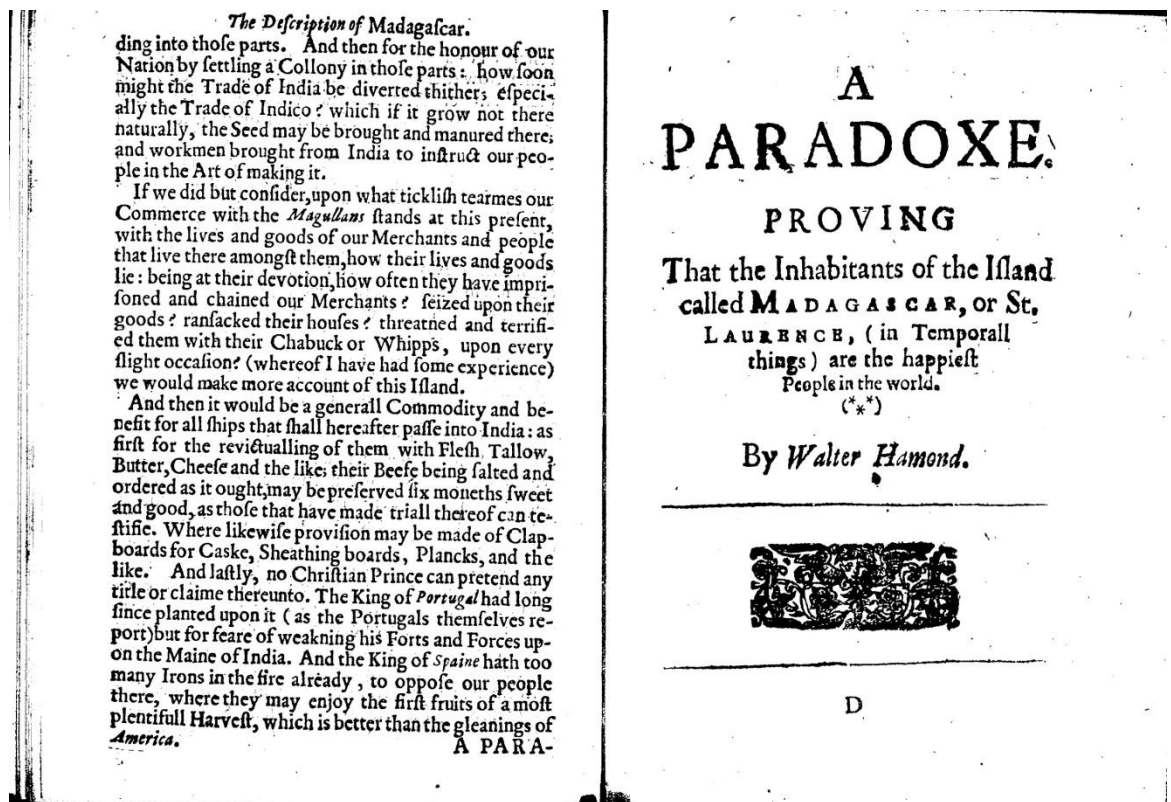 The Deſcription of Madagaſcar.
ding into thoſe parts. And then for the honour of our
Nation by ſettling a Collony in thoſe parts: how ſoon
might the Trade of India be diverted thither; eſpeci-
ally the Trade of Indico? which if it grow not there
naturally, the Seed may be brought and manured there;
and workmen brought from India to inſtruct our peo-
ple in the Art of making it.
If we did but conſider, upon what tickliſh tearmes our
Commerce with the Magullans ſtands at this preſent,
with the lives and goods of our Merchants and people
that live there amongſt them, how their lives and goods
lie: being at their devotion, how often they have impri-
ſoned and chained our Merchants? ſeized upon their
goods? ranſacked their houſes? threatned and terrifi-
ed them with their Chabuck or Whipps, upon every
ſlight occaſion? (whereof I have had ſome experience)
we would make more account of this Iſland.
And then it would be a generall Commodity and be-
nefit for all ſhips that ſhall hereafter paſſe into India: as
firſt for the revictualling of them with Fleſh Tallow,
Butter, Cheeſe and the like; their Beefe being ſalted and
ordered as it ought, may be preſerved ſix moneths ſweet
and good, as thoſe that have made triall thereof can te-
ſtifie. Where likewiſe proviſion may be made of Clap-
boards for Caske, Sheathing boards, Plancks, and the
like. And laſtly, no Chriſtian Prince can pretend any
title or claime thereunto. The King of Portugal had long
ſince planted upon it (as the Portugals themſelves re-
port) but for feare of weakning his Forts and Forces up-
on the Maine of India. And the King of Spaine hath too
many Irons in the fire already, to oppoſe our people
there, where they may enjoy the firſt fruits of a moſt
plentifull Harveſt, which is better than the gleanings of
America.
A PARA-
A
PARADOXE.
PROVING
That the Inhabitants of the Iſland
called MADAGASCAR, or St.
LAURENCE, (in Temporall
things) are the happieſt
People in the world.
(***)
By Walter Hamond.
D